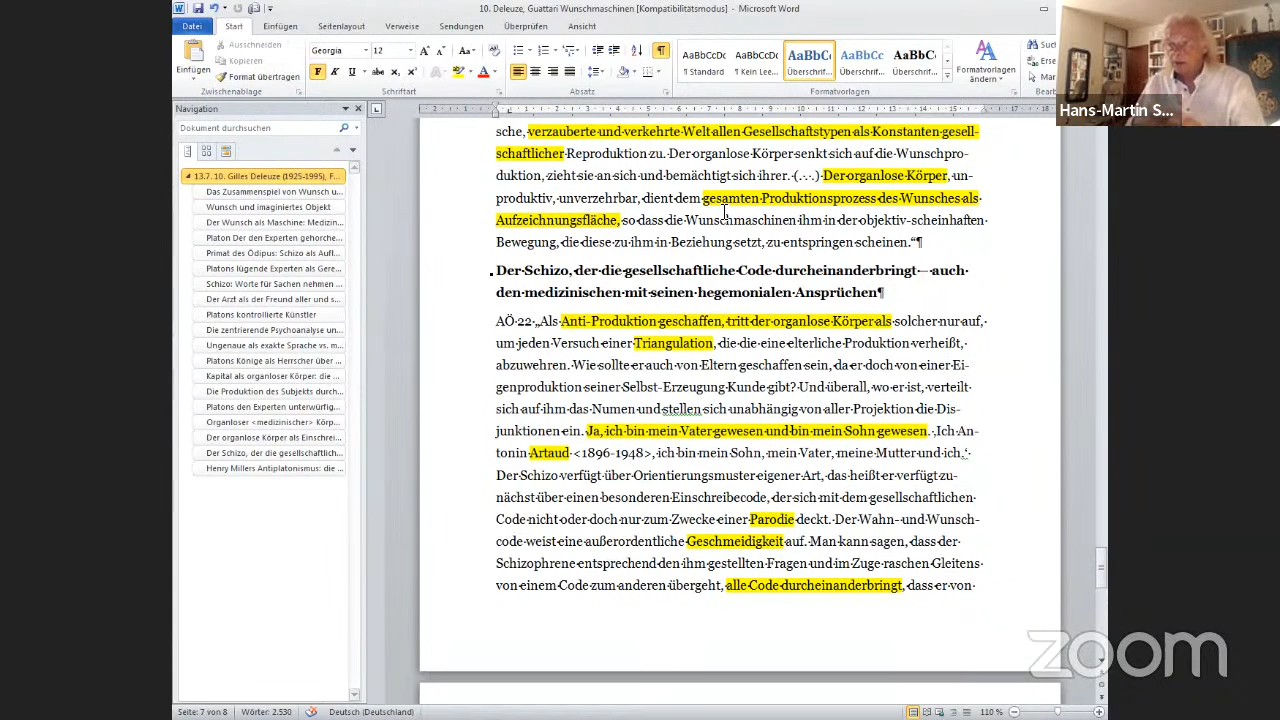 10. Deleuze, Guattari Wunschmaschinen [Kompatibilitätsmodus] - Microsoft Word
Datei Start Einfügen Seitenlayout Verweise Sendungen Überprüfen Ansicht
Ausschneiden
Kopieren
Format übertragen
Einfügen
Zwischenablage
Georgia 12
Schriftart
Absatz
AaBbCcDc AaBbCcDc AaBbC AaBbCc AaBbCc
¶ Standard ¶ Kein Lee... Überschrif... Überschrif... Überschrif...
Formatvorlagen
Formatvorlagen ändern
Suc
Erse
Mar
Bearbeiten
Hans-Martin S...
Navigation
Dokument durchsuchen
13.7. 10. Gilles Deleuze (1925-1995), F...
Das Zusammenspiel von Wunsch u...
Wunsch und imaginiertes Objekt
Der Wunsch als Maschine: Medizin...
Platon Der den Experten gehorche...
Primat des Ödipus: Schizo als Aufl...
Platons lügende Experten als Gere...
Schizo: Worte für Sachen nehmen ...
Der Arzt als der Freund aller und s...
Platons kontrollierte Künstler
Die zentrierende Psychoanalyse un...
Ungenaue als exakte Sprache vs. m...
Platons Könige als Herrscher über ...
Kapital als organloser Körper: die ...
Die Produktion des Subjekts durch...
Platons den Experten unterwürfig...
Organloser <medizinischer> Körp...
Der organlose Körper als Einschrei...
Der Schizo, der die gesellschaftlich...
Henry Millers Antiplatonismus: die ...
sche, verzauberte und verkehrte Welt allen Gesellschaftstypen als Konstanten gesell-
schaftlicher Reproduktion zu. Der organlose Körper senkt sich auf die Wunschpro-
duktion, zieht sie an sich und bemächtigt sich ihrer. (...) Der organlose Körper, un-
produktiv, unverzehrbar, dient dem gesamten Produktionsprozess des Wunsches als
Aufzeichnungsfläche, so dass die Wunschmaschinen ihm in der objektiv-scheinhaften
Bewegung, die diese zu ihm in Beziehung setzt, zu entspringen scheinen.“¶
Der Schizo, der die gesellschaftliche Code durcheinanderbringt – auch
den medizinischen mit seinen hegemonialen Ansprüchen¶
AÖ 22 „Als Anti-Produktion geschaffen, tritt der organlose Körper als solcher nur auf,
um jeden Versuch einer Triangulation, die die eine elterliche Produktion verheißt,
abzuwehren. Wie sollte er auch von Eltern geschaffen sein, da er doch von einer Ei-
genproduktion seiner Selbst-Erzeugung Kunde gibt? Und überall, wo er ist, verteilt
sich auf ihm das Numen und stellen sich unabhängig von aller Projektion die Dis-
junktionen ein. Ja, ich bin mein Vater gewesen und bin mein Sohn gewesen. ‚Ich An-
tonin Artaud <1896-1948>, ich bin mein Sohn, mein Vater, meine Mutter und ich.‘
Der Schizo verfügt über Orientierungsmuster eigener Art, das heißt er verfügt zu-
nächst über einen besonderen Einschreibecode, der sich mit dem gesellschaftlichen
Code nicht oder doch nur zum Zwecke einer Parodie deckt. Der Wahn- und Wunsch-
code weist eine außerordentliche Geschmeidigkeit auf. Man kann sagen, dass der
Schizophrene entsprechend den ihm gestellten Fragen und im Zuge raschen Gleitens
von einem Code zum anderen übergeht, alle Code durcheinanderbringt, dass er von
zoom
Seite: 7 von 8 Wörter: 2.530 Deutsch (Deutschland) 110 %